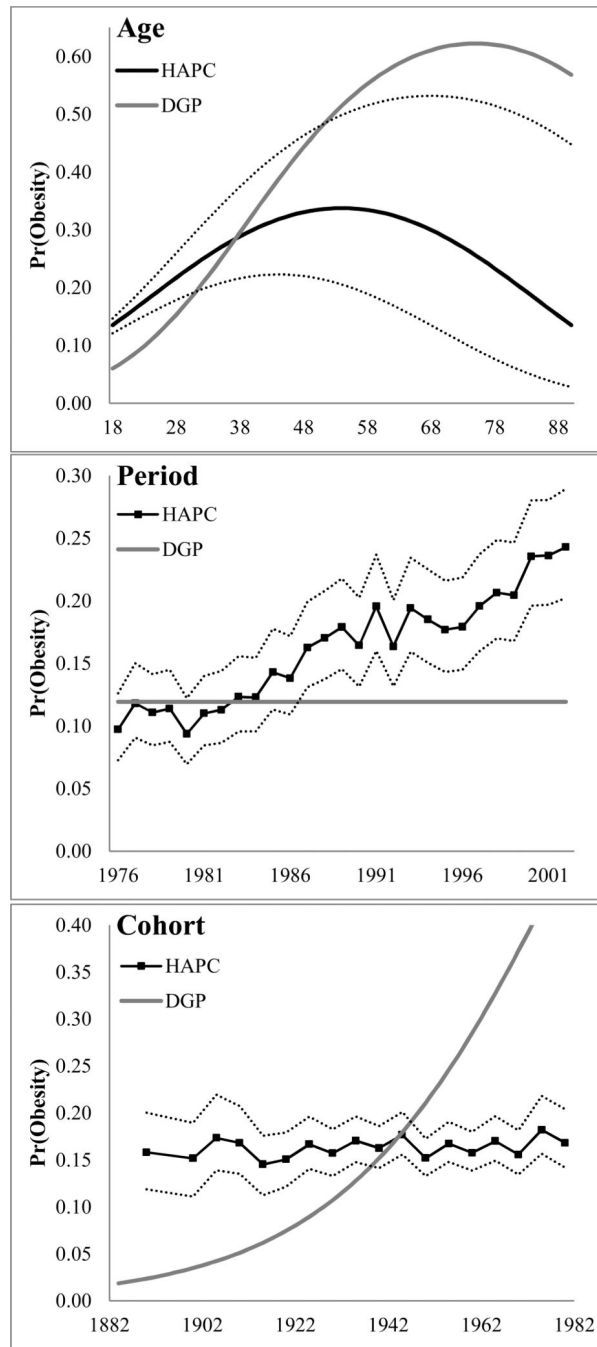 Age
HAPC
DGP
Pr(Obesity)
0.60
0.50
0.40
0.30
0.20
0.10
0.00
18 28 38 48 58 68 78 88
Period
HAPC
DGP
Pr(Obesity)
0.30
0.25
0.20
0.15
0.10
0.05
0.00
1976 1981 1986 1991 1996 2001
Cohort
HAPC
DGP
Pr(Obesity)
0.40
0.35
0.30
0.25
0.20
0.15
0.10
0.05
0.00
1882 1902 1922 1942 1962 1982